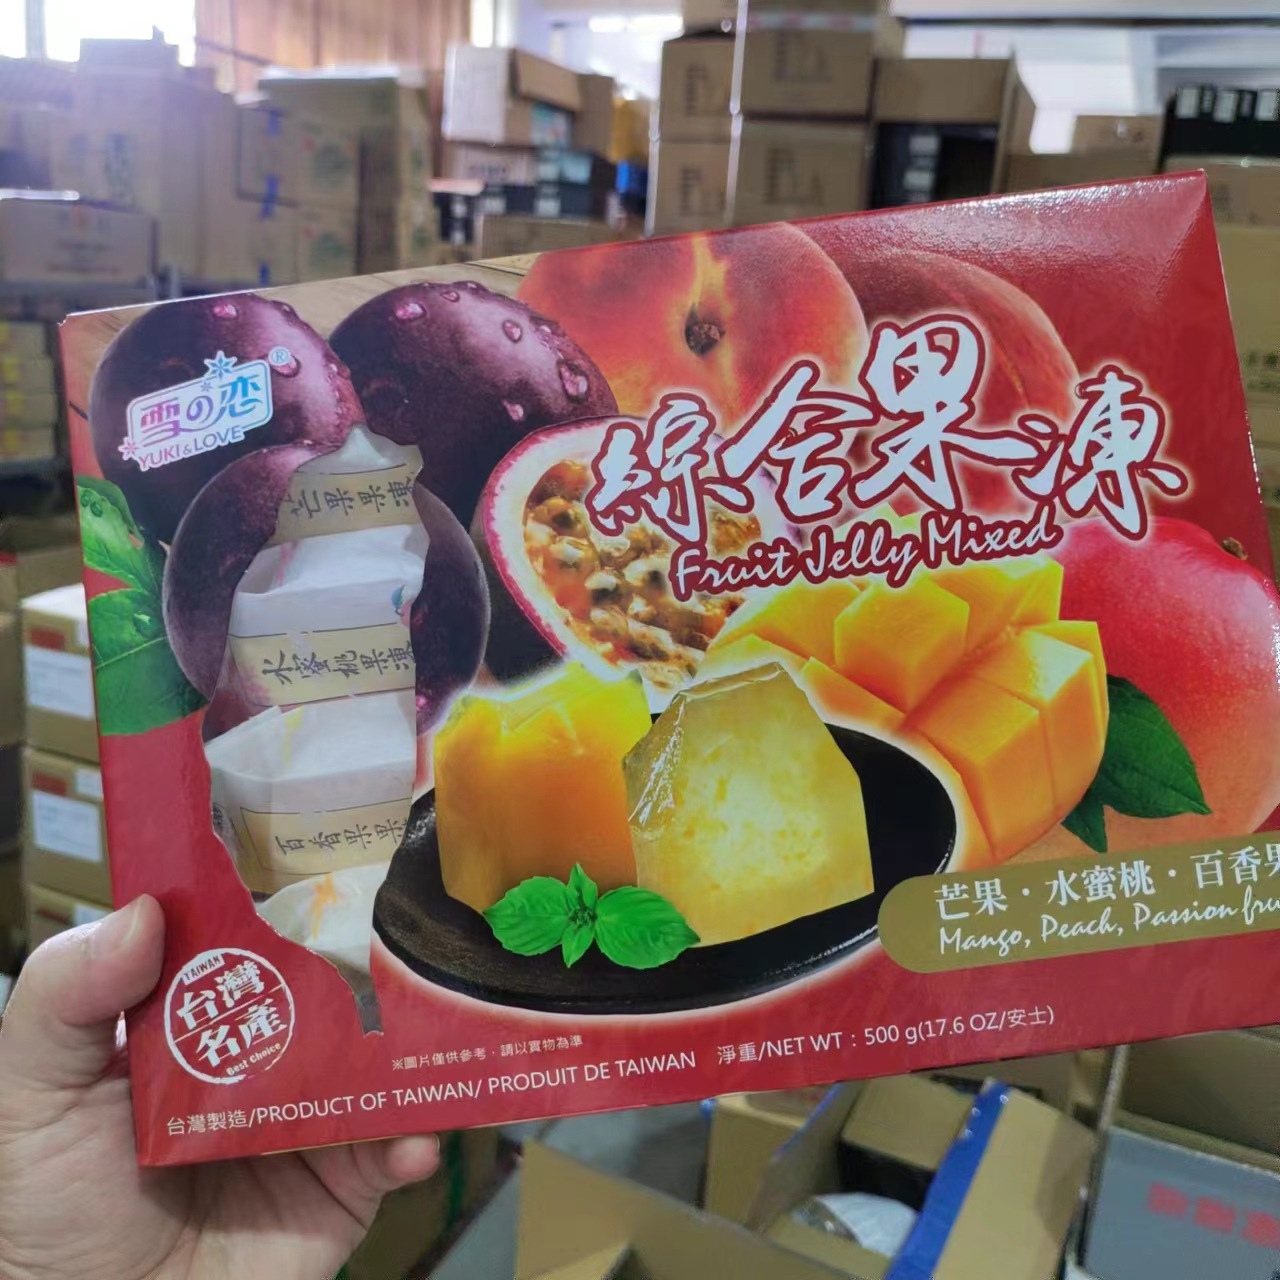 雪の恋®
YUKI&LOVE
綜合果凍
Fruit Jelly Mixed
芒果果凍
水蜜桃果凍
百香果果
芒果・水蜜桃・百香果
Mango, Peach, Passion fru
TAIWAN
台灣
名產
Best Choice
※圖片僅供參考，請以實物為準
台灣製造/PRODUCT OF TAIWAN/ PRODUIT DE TAIWAN 淨重/NET WT：500 g(17.6 OZ/安士)